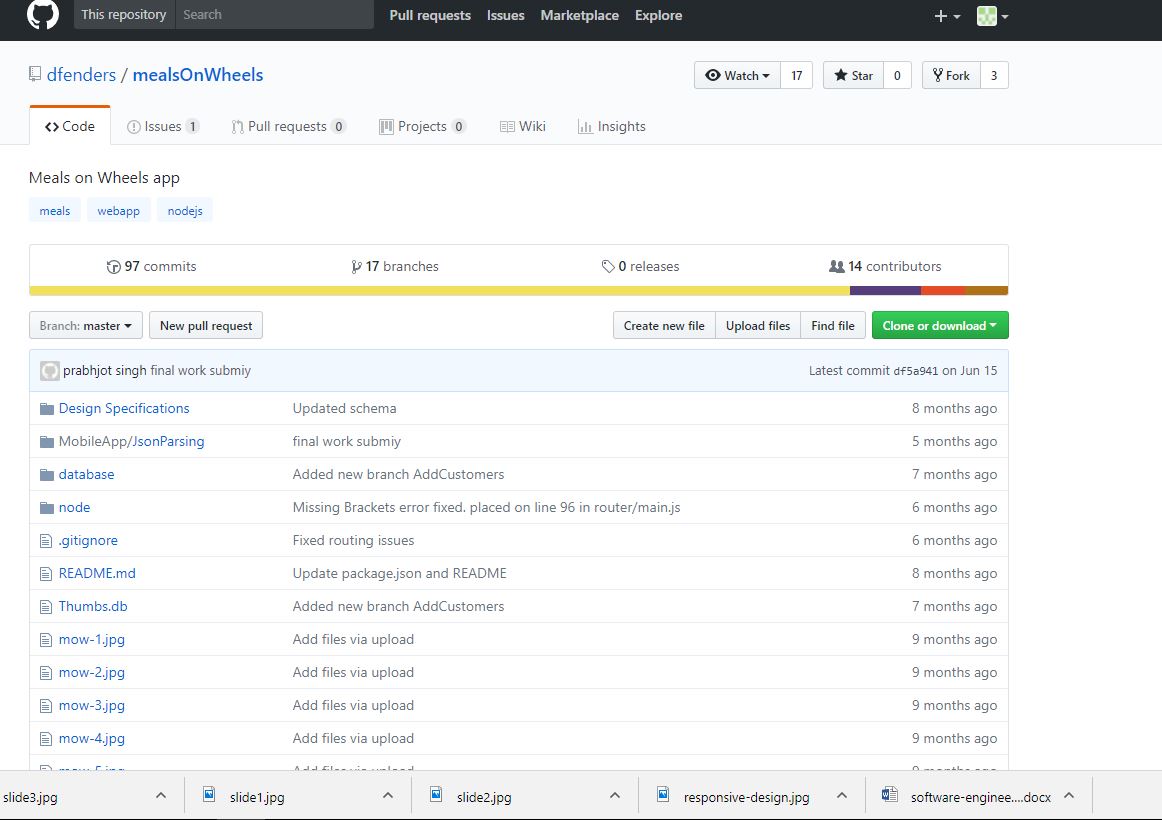 This repository Search Pull requests Issues Marketplace Explore
dfenders / mealsOnWheels Watch 17 Star 0 Fork 3
Code Issues 1 Pull requests 0 Projects 0 Wiki Insights
Meals on Wheels app
meals webapp nodejs
97 commits 17 branches 0 releases 14 contributors
Branch: master New pull request Create new file Upload files Find file Clone or download
prabhjot singh final work submiy Latest commit df5a941 on Jun 15
Design Specifications Updated schema 8 months ago
MobileApp/JsonParsing final work submiy 5 months ago
database Added new branch AddCustomers 7 months ago
node Missing Brackets error fixed. placed on line 96 in router/main.js 6 months ago
.gitignore Fixed routing issues 6 months ago
README.md Update package.json and README 8 months ago
Thumbs.db Added new branch AddCustomers 7 months ago
mow-1.jpg Add files via upload 9 months ago
mow-2.jpg Add files via upload 9 months ago
mow-3.jpg Add files via upload 9 months ago
mow-4.jpg Add files via upload 9 months ago
slide3.jpg slide1.jpg slide2.jpg responsive-design.jpg software-enginee....docx